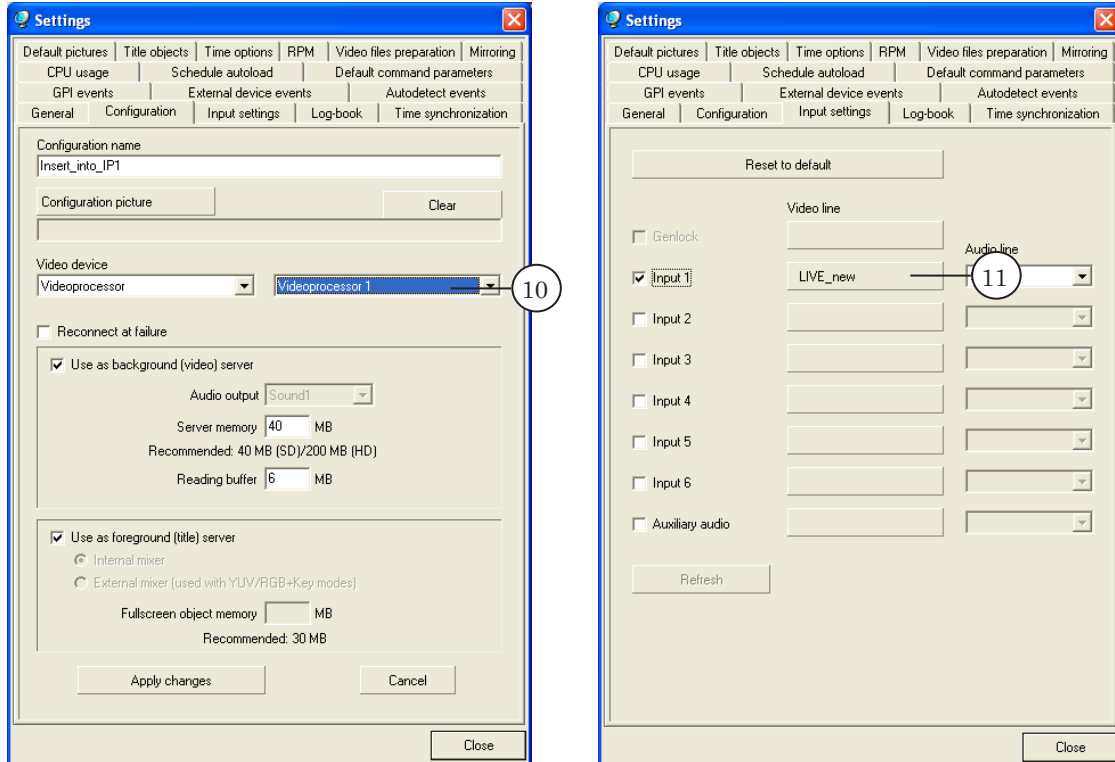 Settings
Default pictures Title objects Time options RPM Video files preparation Mirroring
CPU usage Schedule autoload Default command parameters
GPI events External device events Autodetect events
General Configuration Input settings Log-book Time synchronization
Configuration name
Insert_into_IP1
Configuration picture Clear
Video device
Videoprocessor Videoprocessor 1 10
Reconnect at failure
Use as background (video) server
Audio output Sound1
Server memory 40 MB
Recommended: 40 MB (SD)/200 MB (HD)
Reading buffer 6 MB
Use as foreground (title) server
Internal mixer
External mixer (used with YUV/RGB+Key modes)
Fullscreen object memory MB
Recommended: 30 MB
Apply changes Cancel
Close
Settings
Default pictures Title objects Time options RPM Video files preparation Mirroring
CPU usage Schedule autoload Default command parameters
GPI events External device events Autodetect events
General Configuration Input settings Log-book Time synchronization
Reset to default
Video line
Genlock
Audio line
Input 1 LIVE_new 11
Input 2
Input 3
Input 4
Input 5
Input 6
Auxiliary audio
Refresh
Close